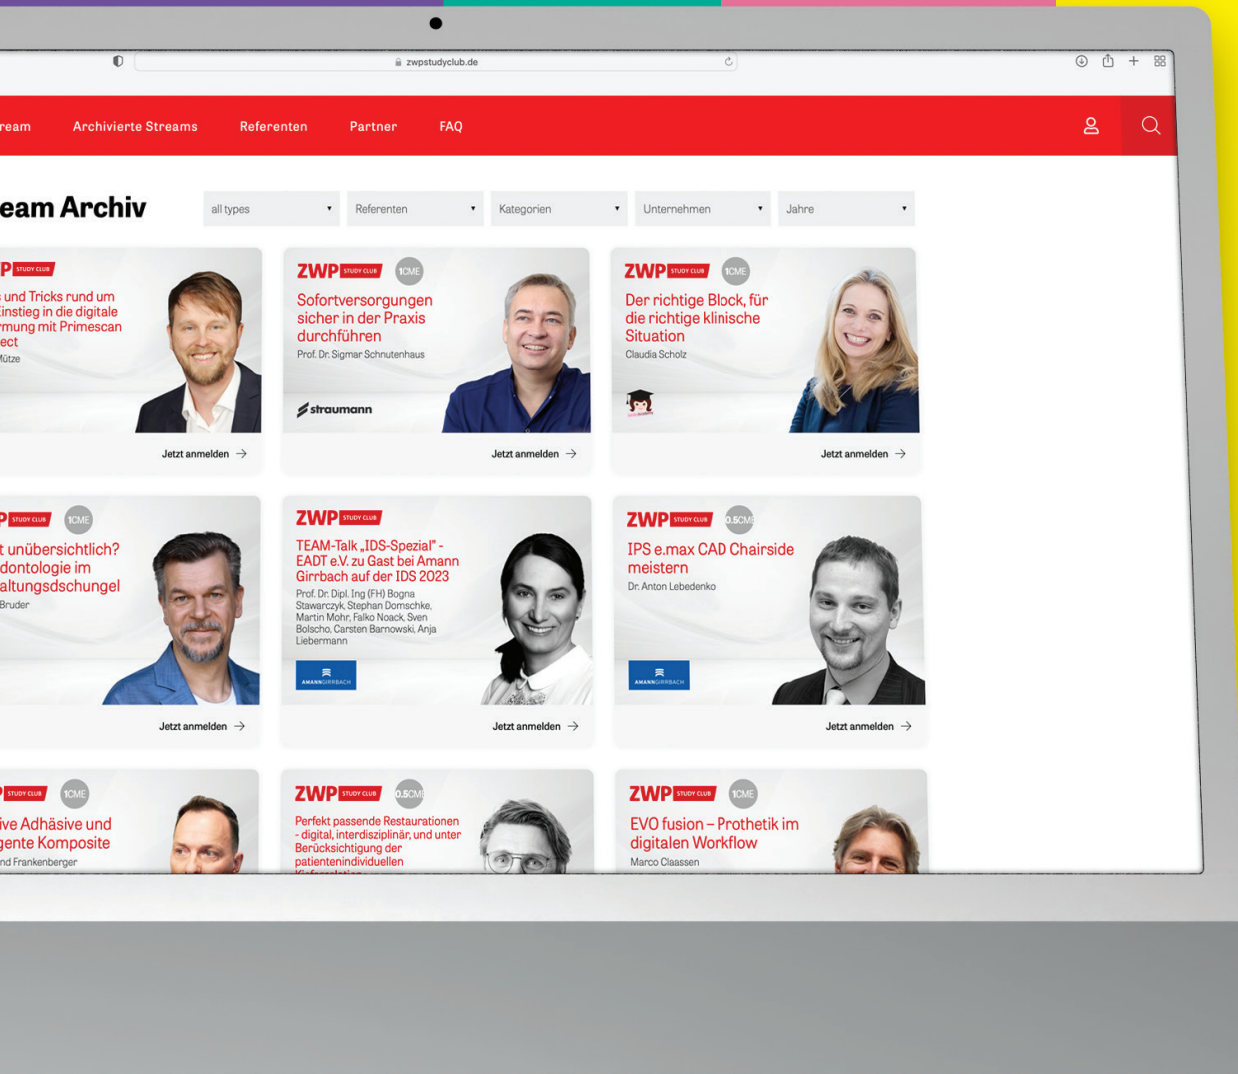 zwpstudyclub.de
ream Archivierte Streams Referenten Partner FAQ
eam Archiv
all types Referenten Kategorien Unternehmen Jahre
P STUDY CLUB
s und Tricks rund um
Einstieg in die digitale
rmung mit Primescan
ect
Mütze
Jetzt anmelden
ZWP STUDY CLUB 1CME
Sofortversorgungen
sicher in der Praxis
durchführen
Prof. Dr. Sigmar Schnutenhaus
straumann
Jetzt anmelden
ZWP STUDY CLUB 1CME
Der richtige Block, für
die richtige klinische
Situation
Claudia Scholz
Jetzt anmelden
P STUDY CLUB 1CME
t unübersichtlich?
dontologie im
altungsdschungel
Bruder
Jetzt anmelden
ZWP STUDY CLUB
TEAM-Talk „IDS-Spezial" -
EADT e.V. zu Gast bei Amann
Girrbach auf der IDS 2023
Prof. Dr. Dipl. Ing (FH) Bogna
Stawarczyk, Stephan Domschke,
Martin Mohr, Falko Noack, Sven
Bolscho, Carsten Barnowski, Anja
Liebermann
AMANNGIRRBACH
Jetzt anmelden
ZWP STUDY CLUB 0.5CME
IPS e.max CAD Chairside
meistern
Dr. Anton Lebedenko
AMANNGIRRBACH
Jetzt anmelden
P STUDY CLUB 1CME
ive Adhäsive und
gente Komposite
nd Frankenberger
ZWP STUDY CLUB 0.5CME
Perfekt passende Restaurationen
- digital, interdisziplinär, und unter
Berücksichtigung der
patientenindividuellen
ZWP STUDY CLUB 1CME
EVO fusion – Prothetik im
digitalen Workflow
Marco Claassen